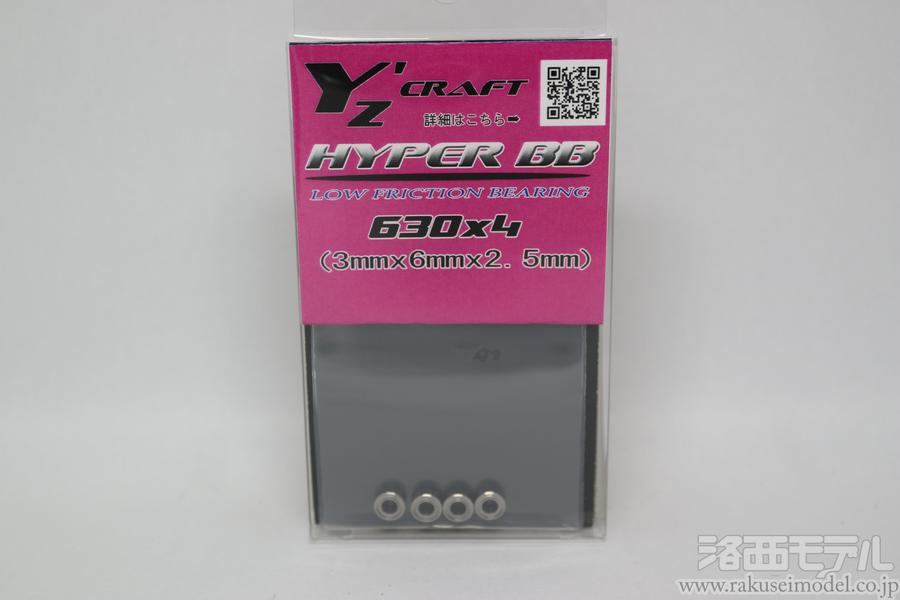 Y'z CRAFT
詳細はこちら➡
HYPER BB
LOW FRICTION BEARING
630x4
(3mmx6mmx2.5mm)
洛西モデル
www.rakuseimodel.co.jp